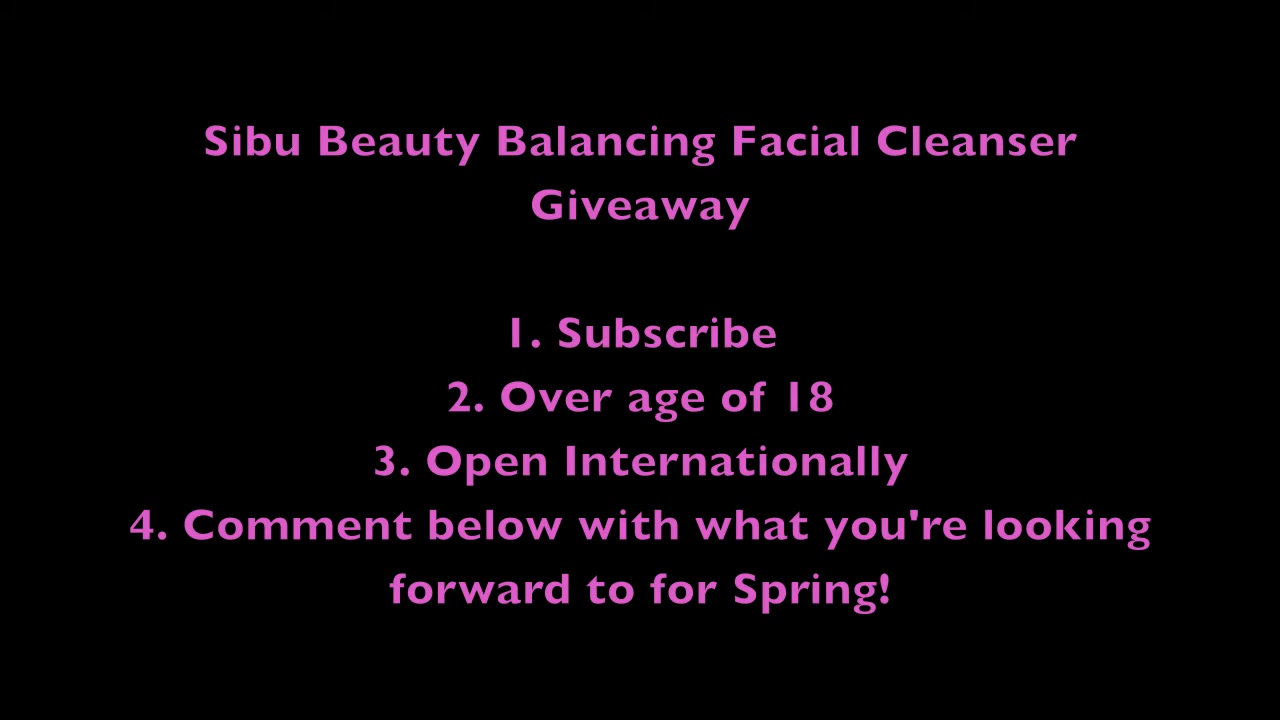 Sibu Beauty Balancing Facial Cleanser
Giveaway
1. Subscribe
2. Over age of 18
3. Open Internationally
4. Comment below with what you're looking
forward to for Spring!